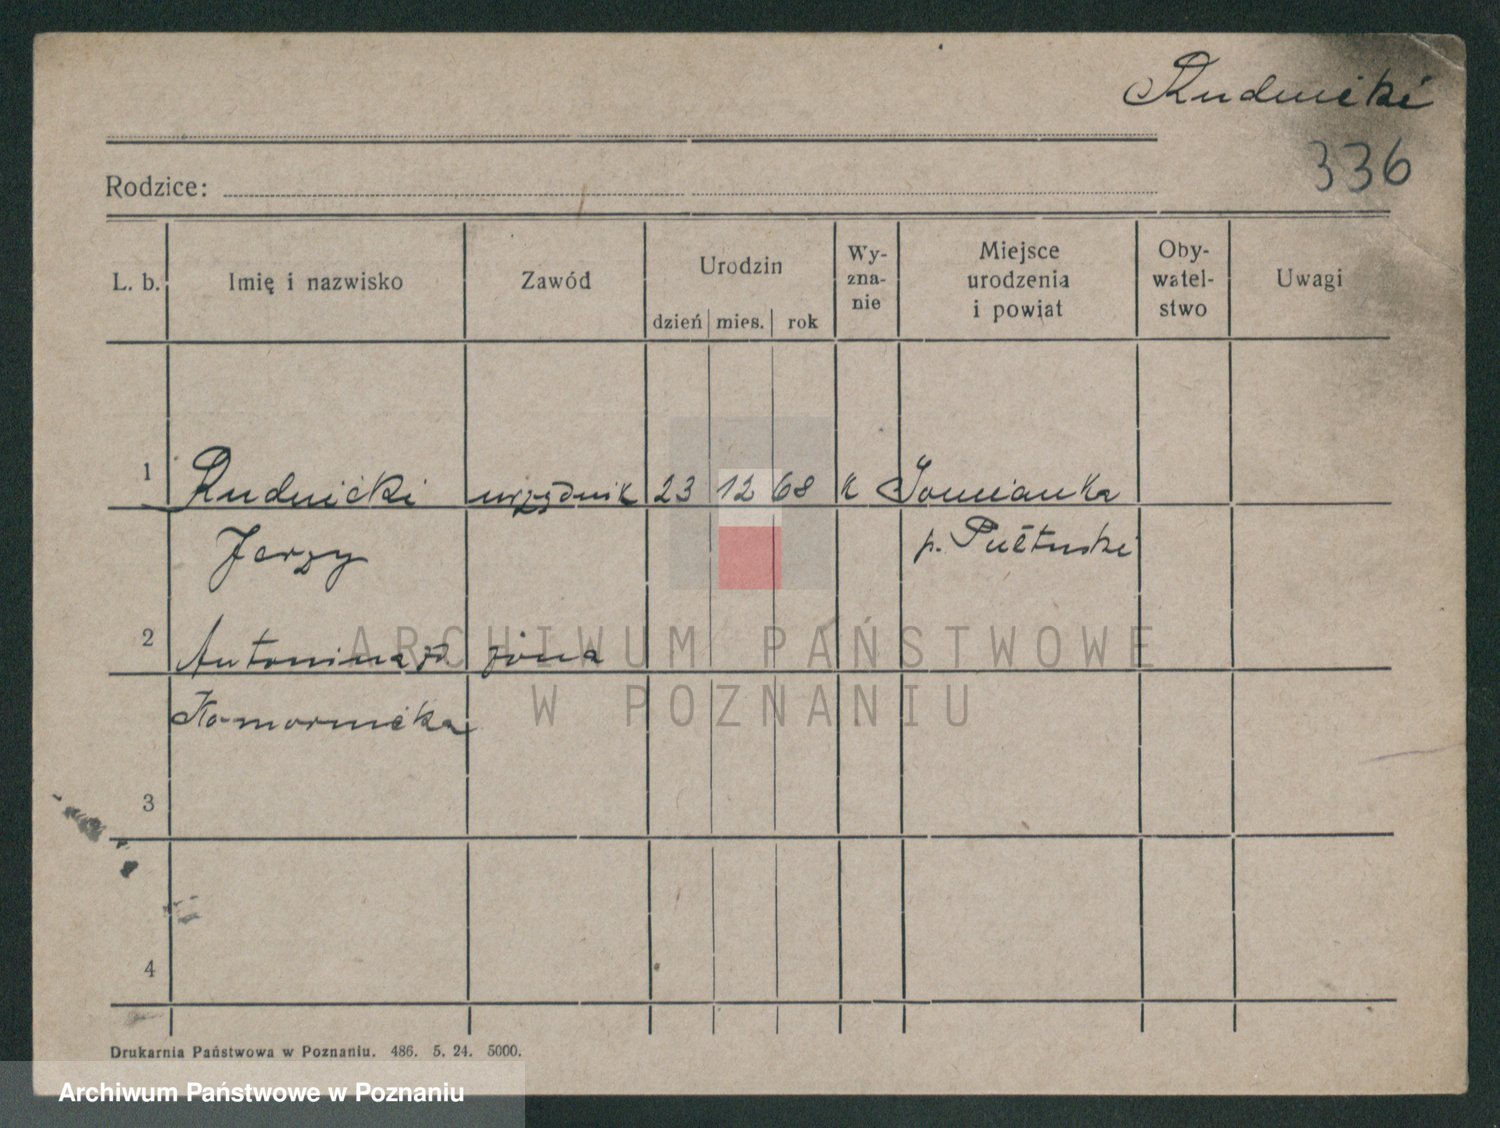 Rudnicki
336
Rodzice:
L. b. Imię i nazwisko Zawód Urodzin dzień mies. rok Wy-zna-nie Miejsce urodzenia i powiat Oby-watel-stwo Uwagi
1 Rudnicki urzędnik 23 12 68 k
Jerzy p. Pułtuski
2 Antonina żona
Komornicka
3
4
ARCHIWUM PAŃSTWOWE
W POZNANIU
Drukarnia Państwowa w Poznaniu. 486. 5. 24. 5000.
Archiwum Państwowe w Poznaniu